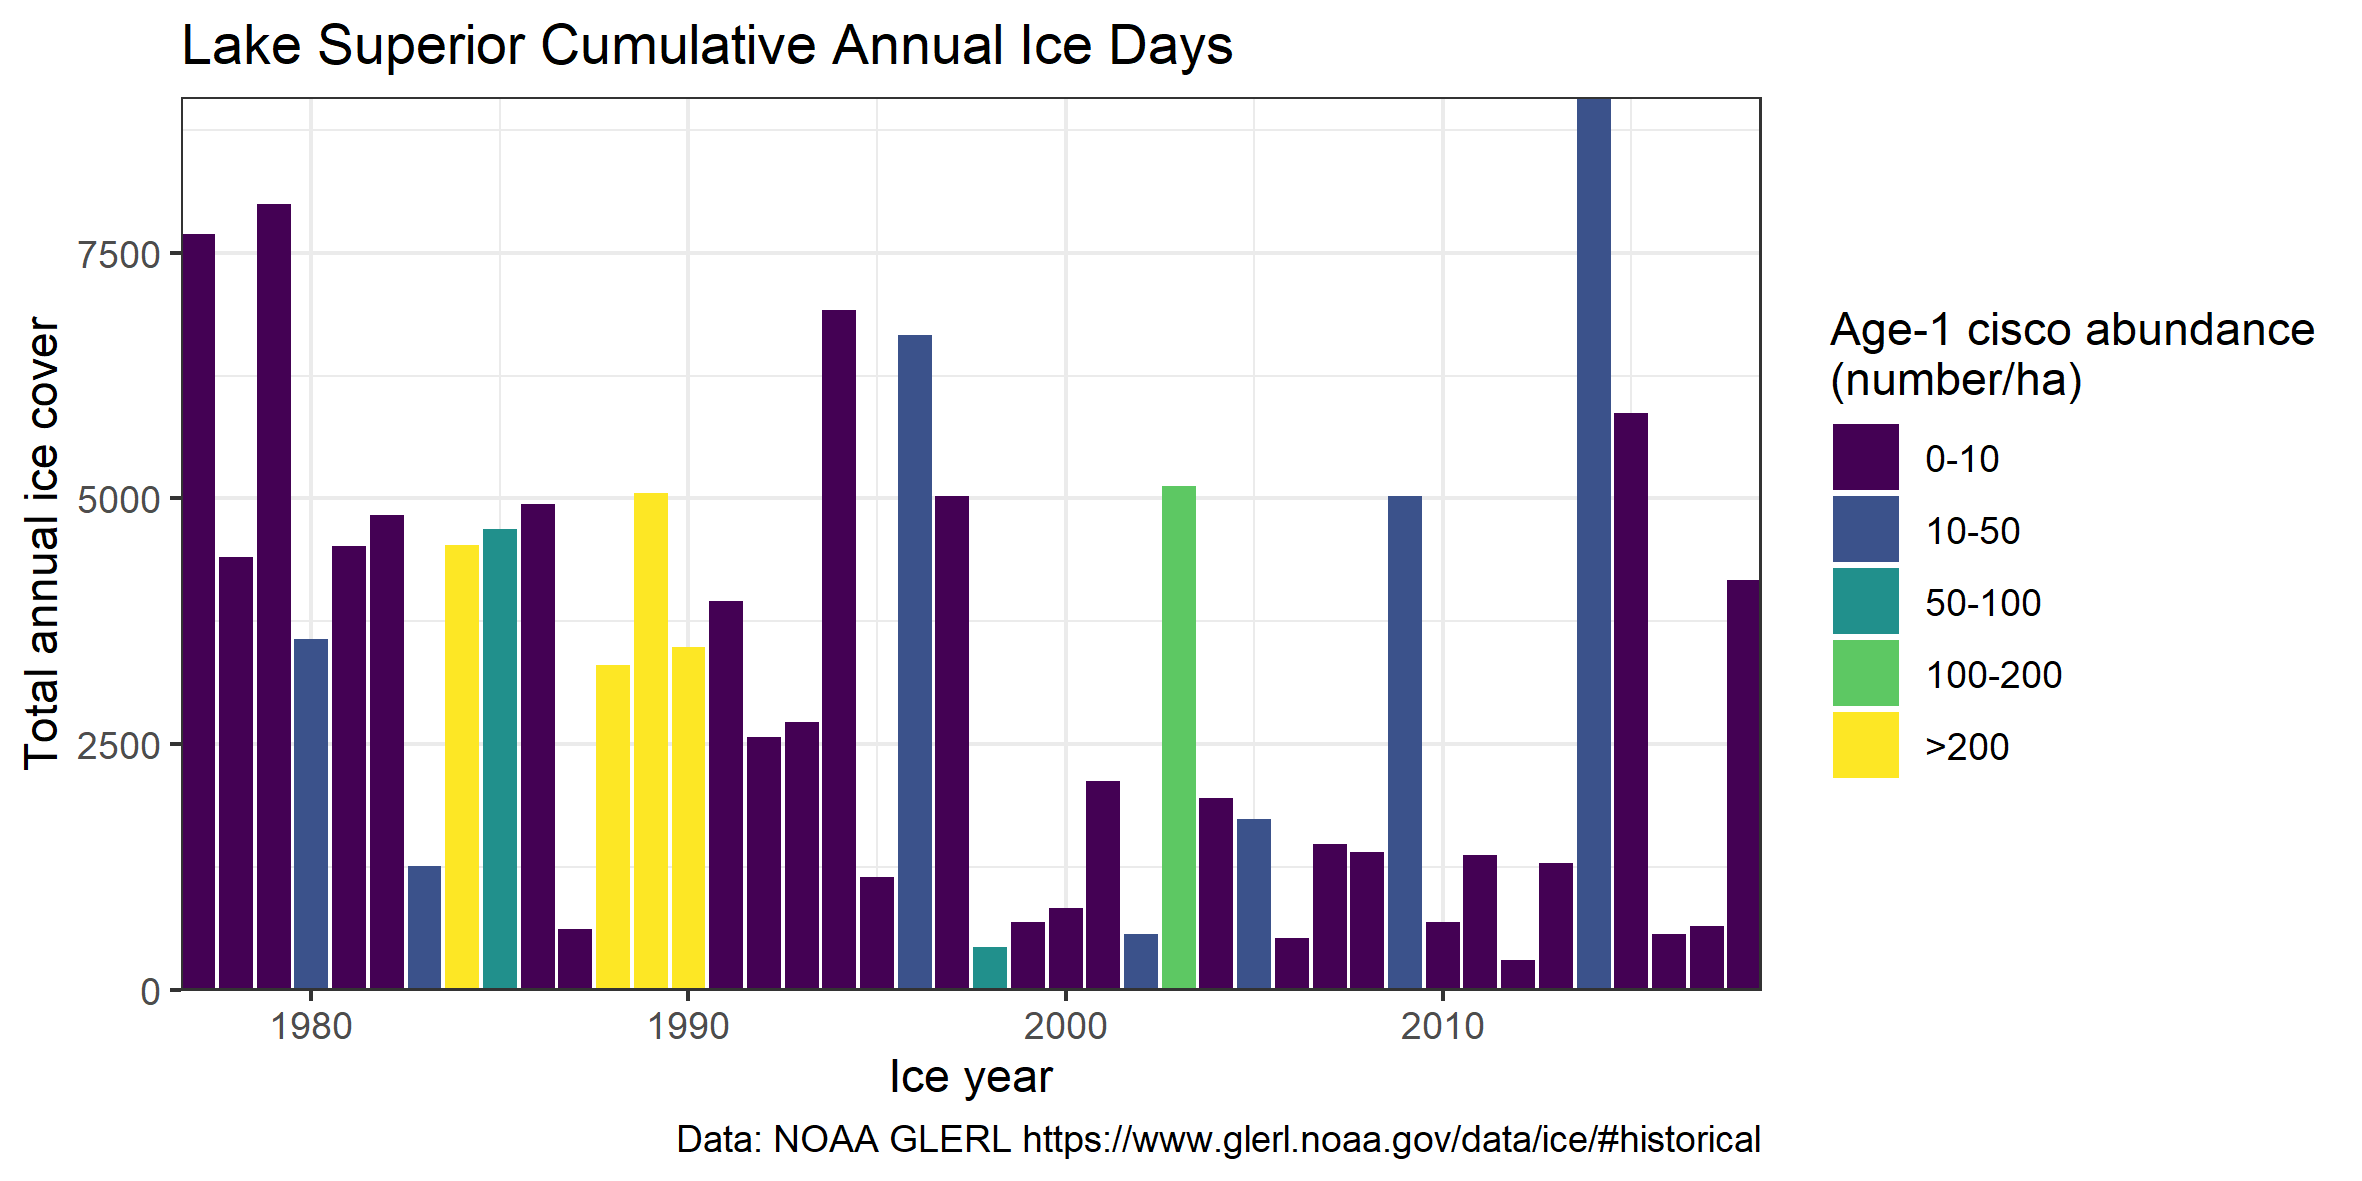 Lake Superior Cumulative Annual Ice Days
Total annual ice cover
7500
5000
2500
0
1980 1990 2000 2010
Ice year
Age-1 cisco abundance
(number/ha)
0-10
10-50
50-100
100-200
>200
Data: NOAA GLERL https://www.glerl.noaa.gov/data/ice/#historical